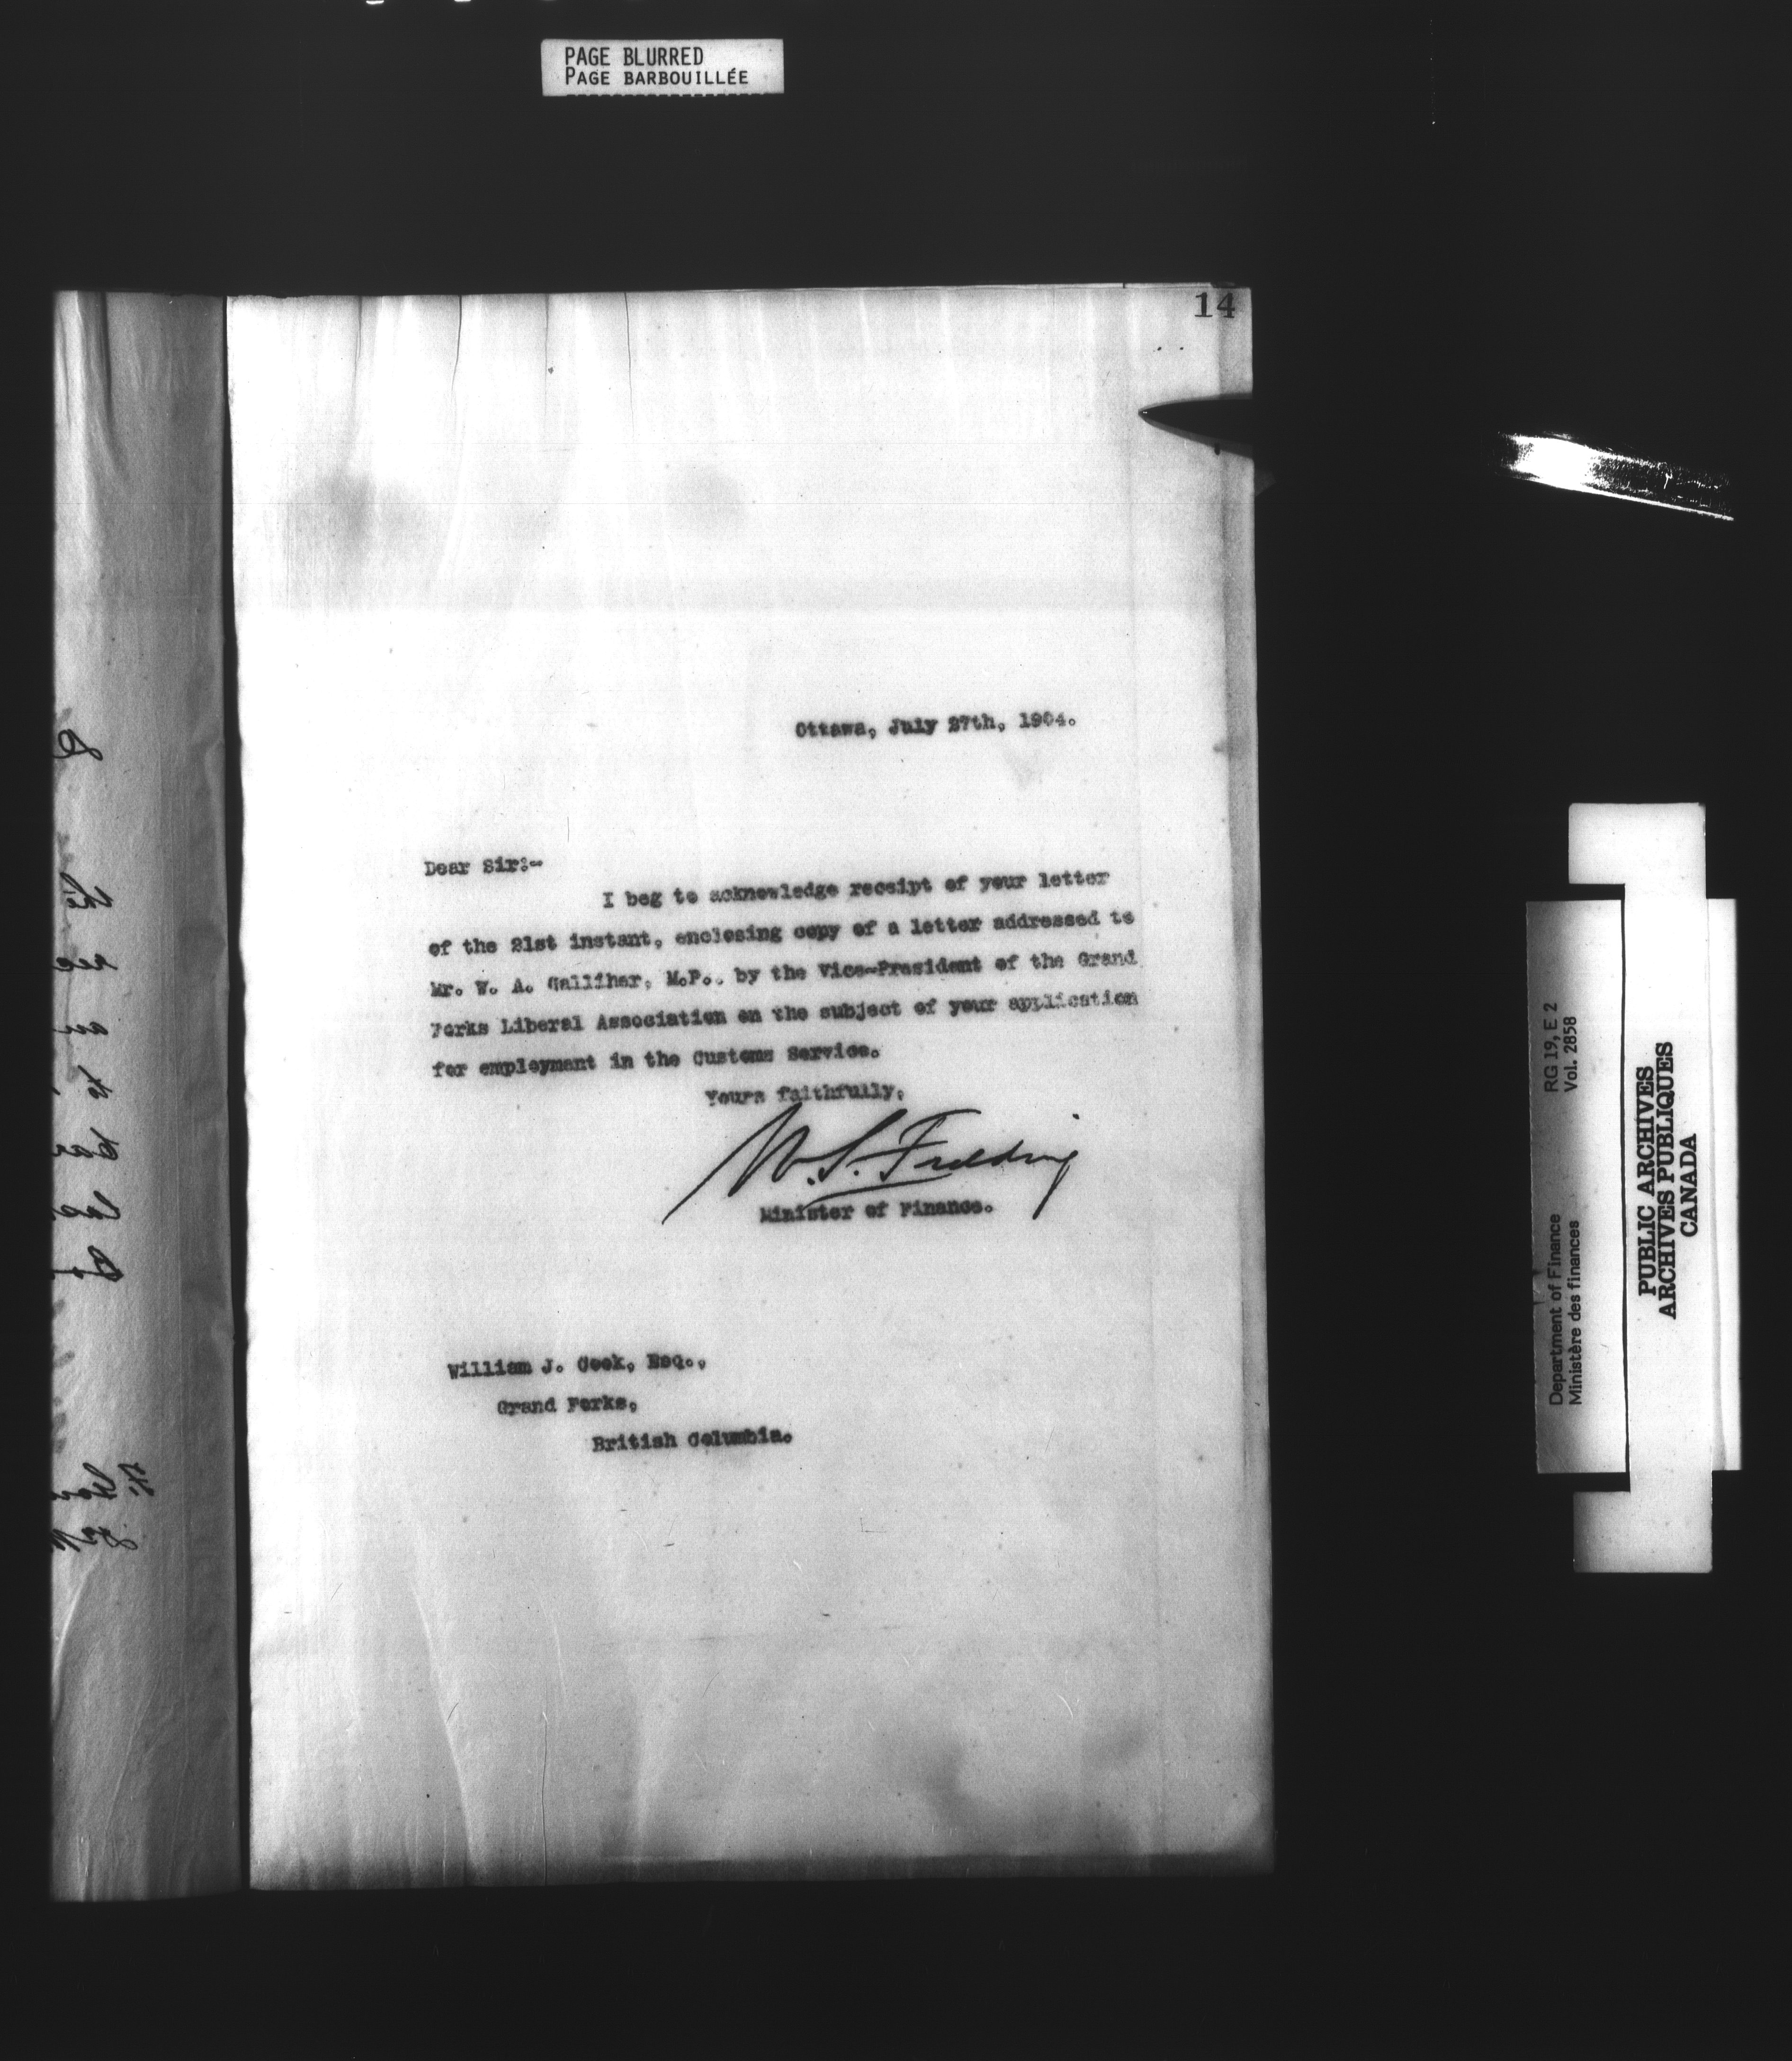 PAGE BLURRED
PAGE BARBOUILLÉE
14
Ottawa, July 27th, 1904.
Dear Sir:-
I beg to acknowledge receipt of your letter
of the 21st instant, enclosing copy of a letter addressed to
Mr. W. A. Galliher, M.P., by the Vice-President of the Grand
Forks Liberal Association on the subject of your application
for employment in the Customs Service.
Yours faithfully,
W. S. Fielding
Minister of Finance.
William J. Cook, Esq.,
Grand Forks,
British Columbia.
Department of Finance RG 19, E 2
Ministère des finances Vol. 2858
PUBLIC ARCHIVES
ARCHIVES PUBLIQUES
CANADA